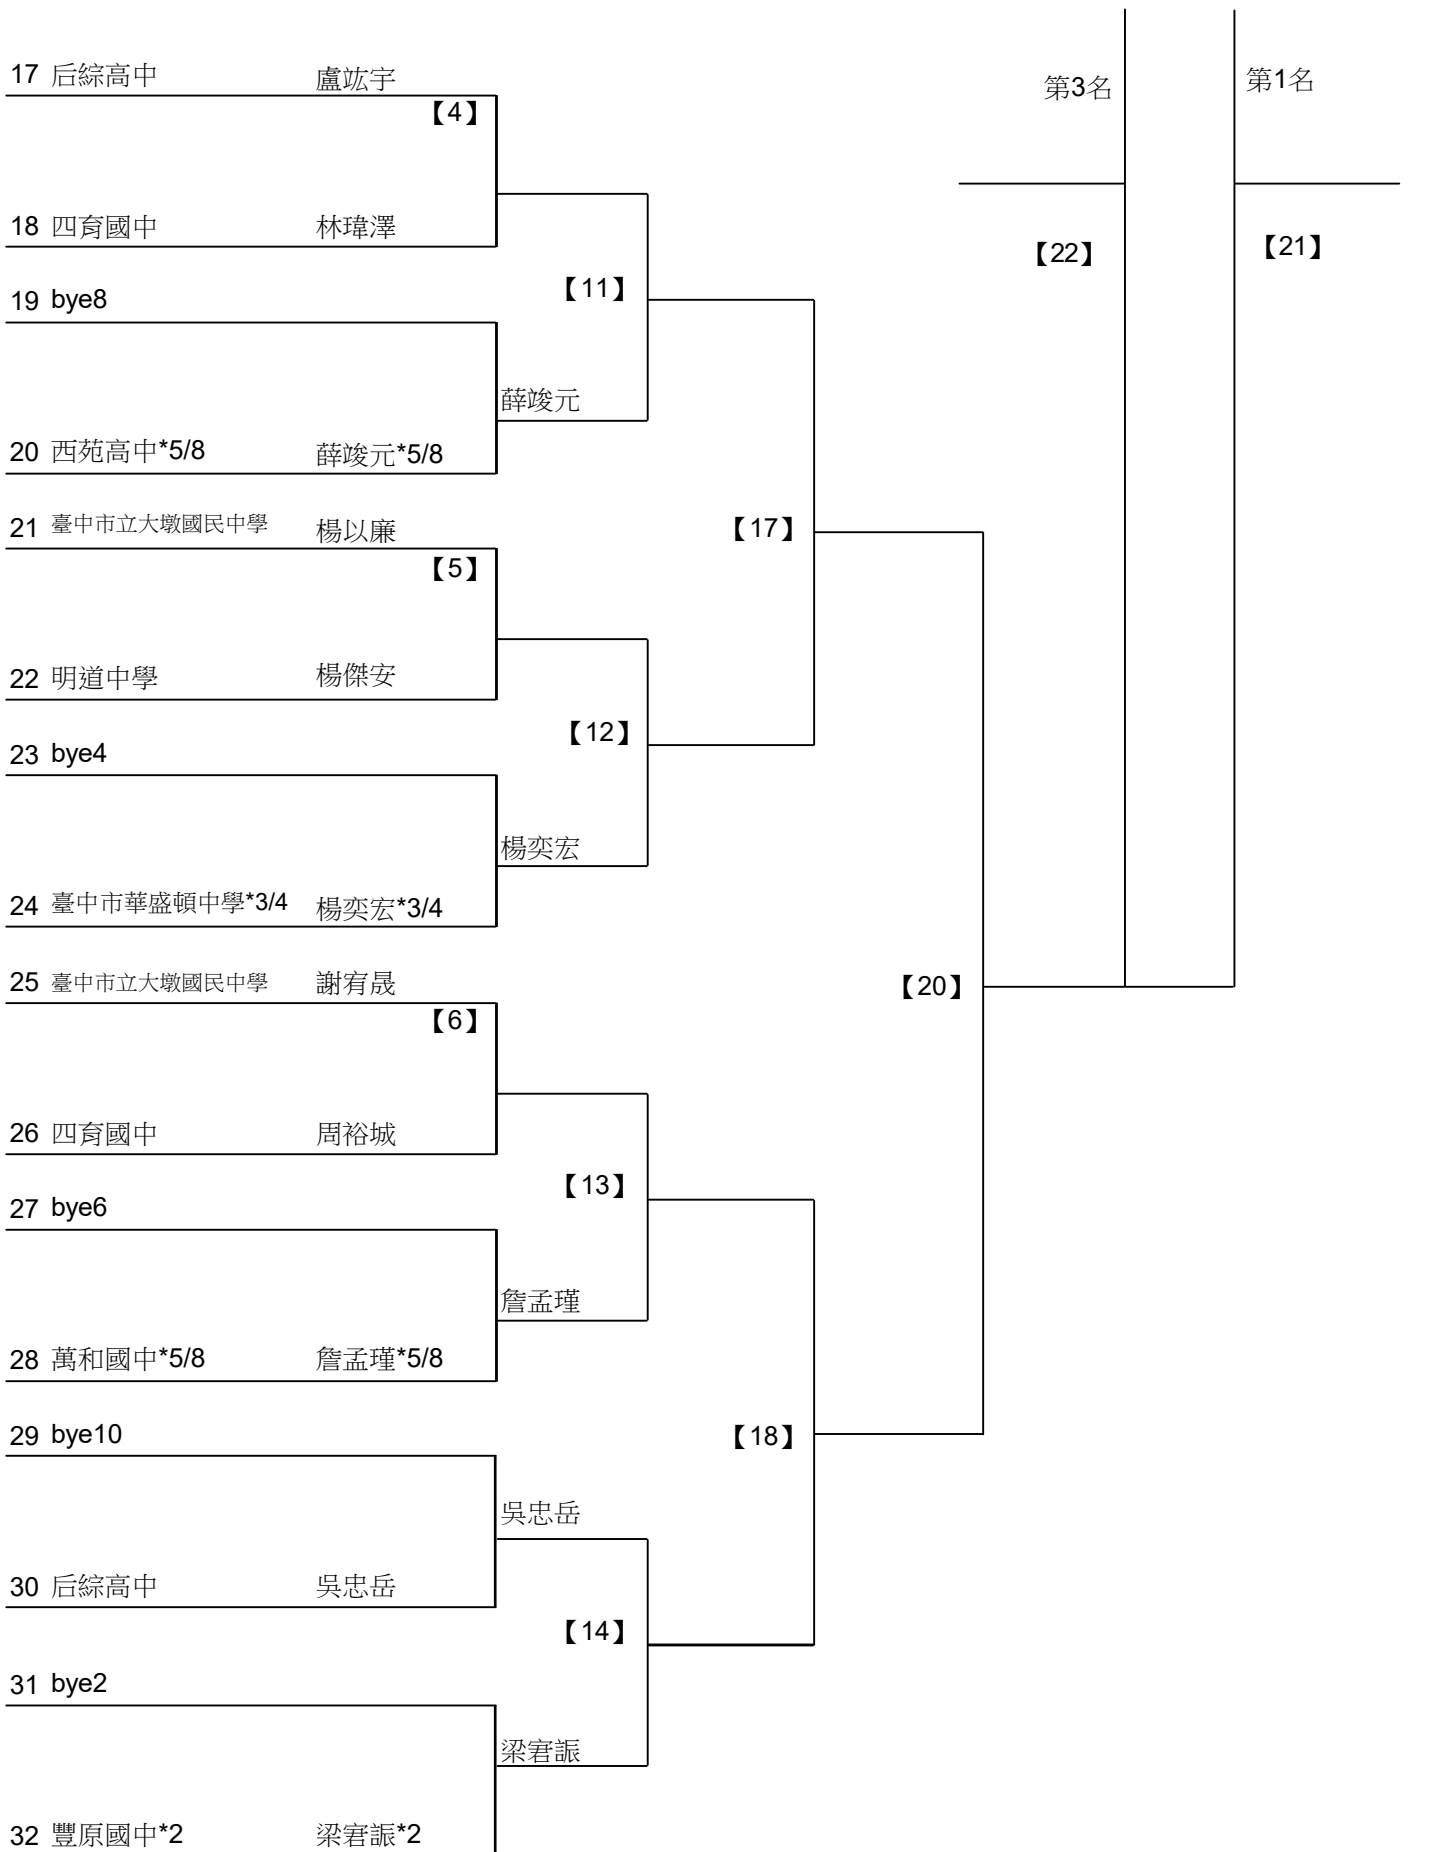 17 后綜高中 盧竑宇
第3名
第1名
【4】
18 四育國中 林瑋澤
【22】
【21】
19 bye8
【11】
薛竣元
20 西苑高中*5/8 薛竣元*5/8
21 臺中市立大墩國民中學 楊以廉
【17】
【5】
22 明道中學 楊傑安
【12】
23 bye4
楊奕宏
24 臺中市華盛頓中學*3/4 楊奕宏*3/4
25 臺中市立大墩國民中學 謝宥晟
【20】
【6】
26 四育國中 周裕城
【13】
27 bye6
詹孟瑾
28 萬和國中*5/8 詹孟瑾*5/8
29 bye10
【18】
吳忠岳
30 后綜高中 吳忠岳
【14】
31 bye2
梁宭誫
32 豐原國中*2 梁宭誫*2